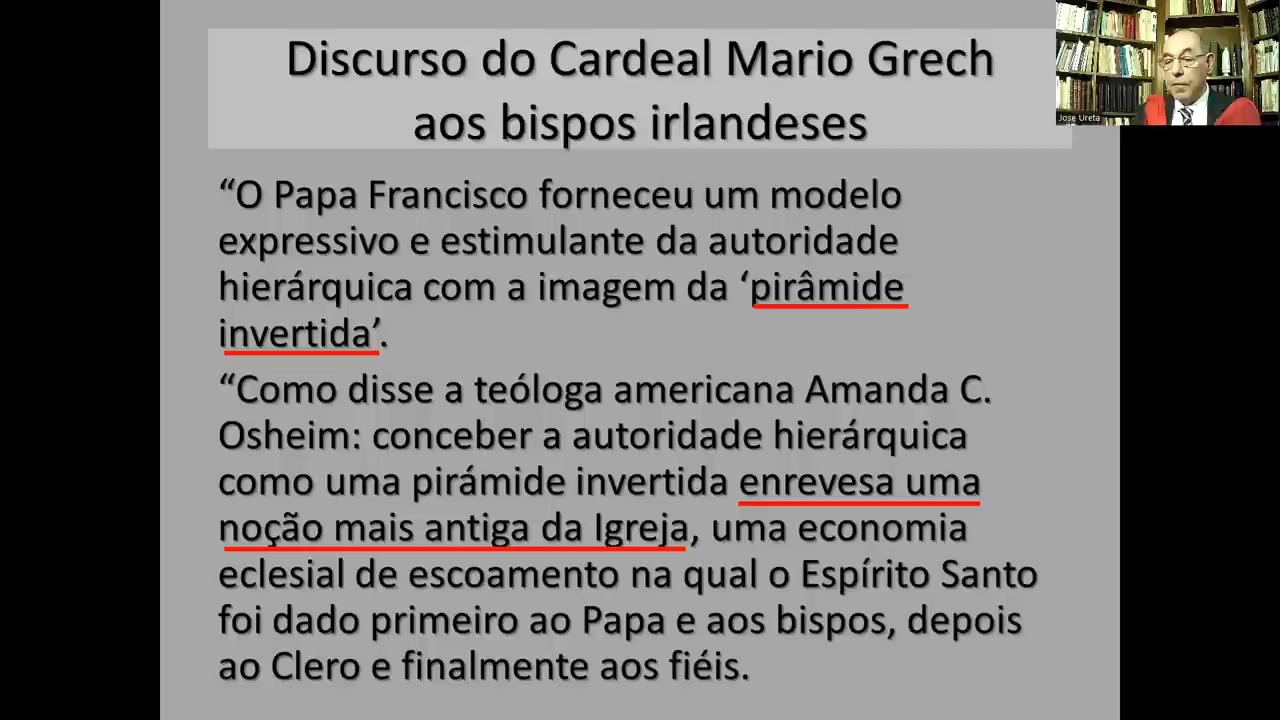 Discurso do Cardeal Mario Grech
aos bispos irlandeses
Jose Ureta
“O Papa Francisco forneceu um modelo
expressivo e estimulante da autoridade
hierárquica com a imagem da ‘pirâmide
invertida’.
“Como disse a teóloga americana Amanda C.
Osheim: conceber a autoridade hierárquica
como uma pirámide invertida enrevesa uma
noção mais antiga da Igreja, uma economia
eclesial de escoamento na qual o Espírito Santo
foi dado primeiro ao Papa e aos bispos, depois
ao Clero e finalmente aos fiéis.